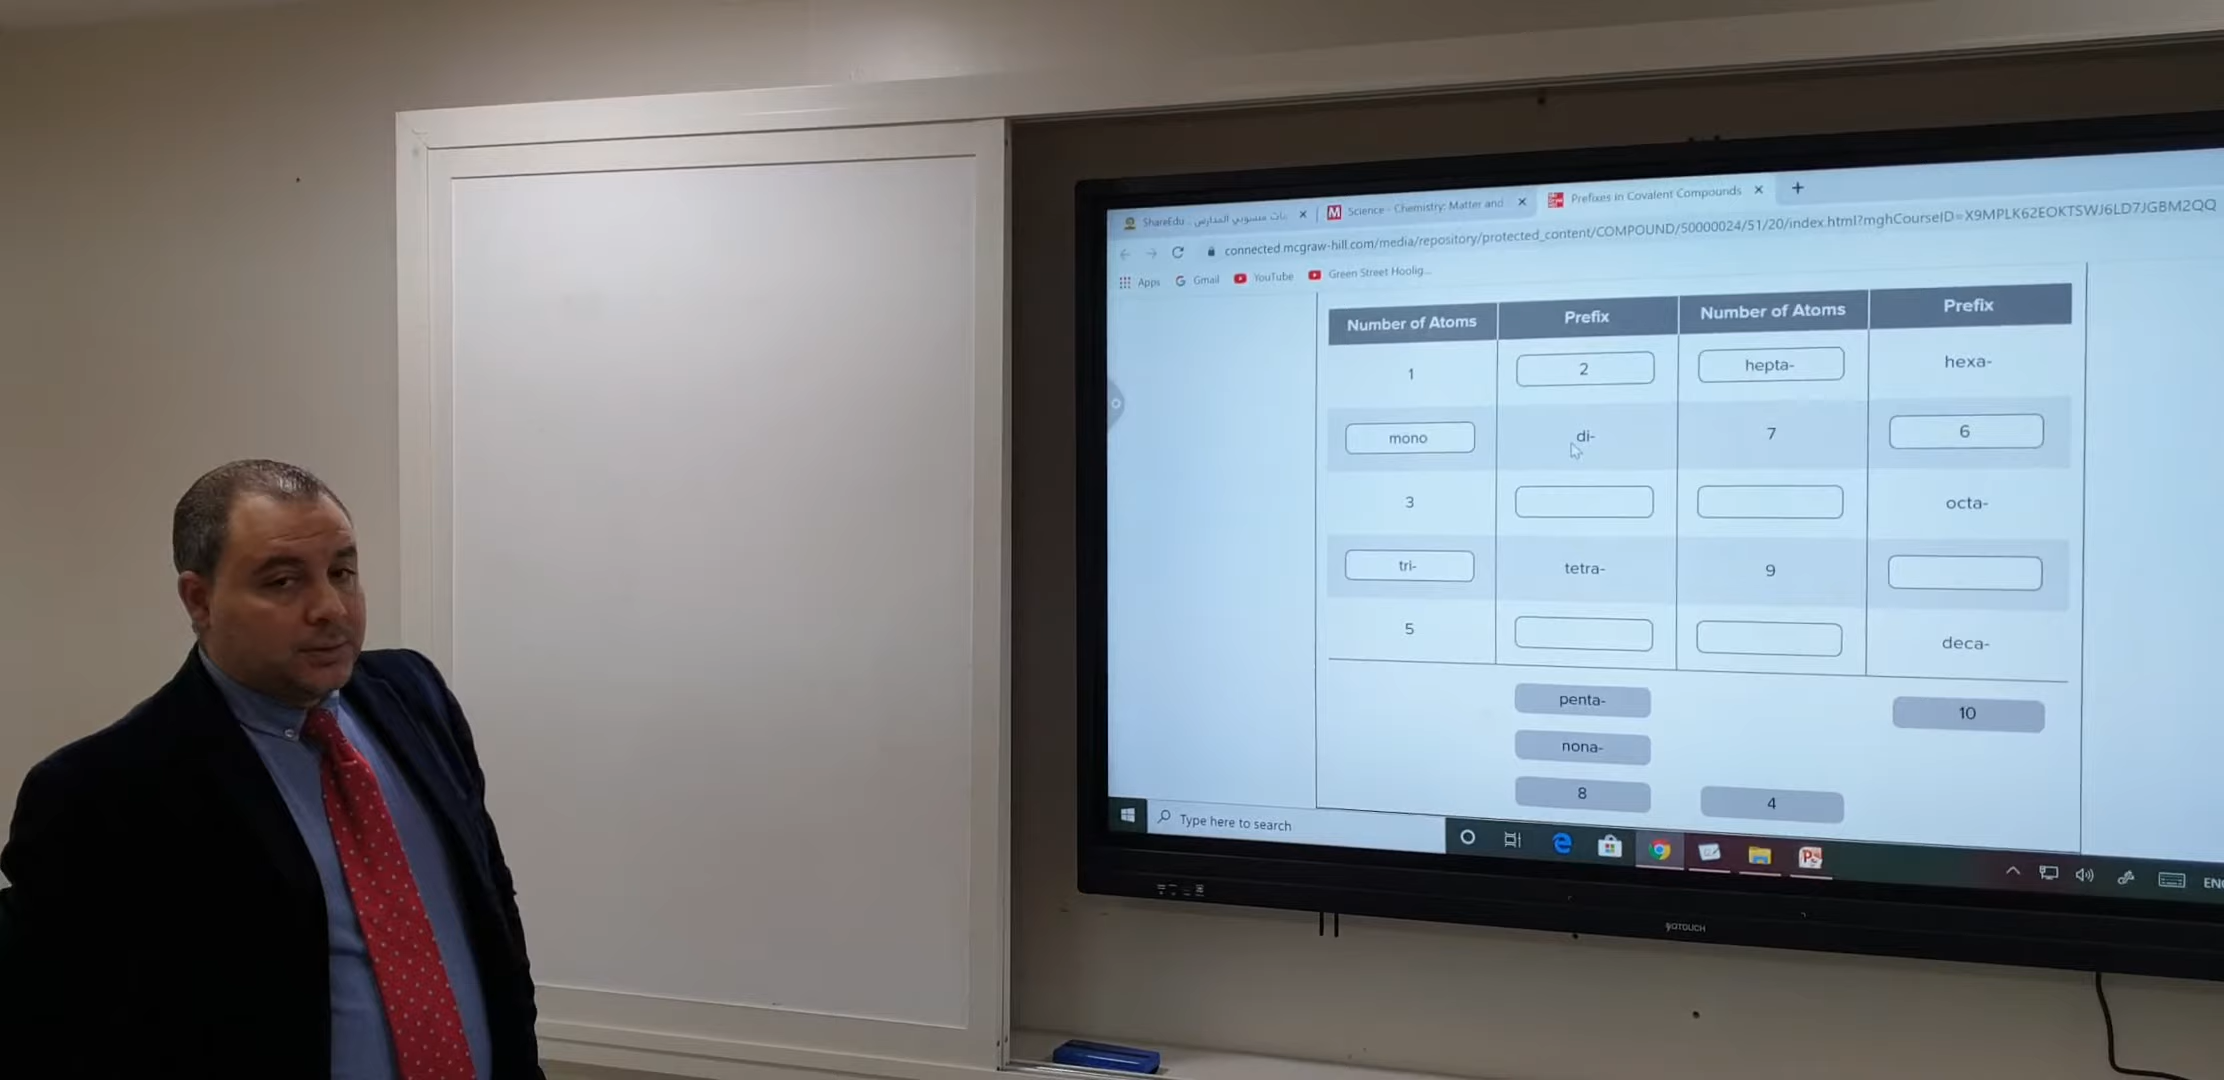 ShareEdu
Science - Chemistry: Matter and
Prefixes in Covalent Compounds
connected.mcgraw-hill.com/media/repository/protected_content/COMPOUND/50000024/51/20/index.html?mghCourseID=X9MPLK62EOKTSWJ6LD7JGBM2QQ
Apps Gmail YouTube Green Street Hoolig...
Number of Atoms Prefix Number of Atoms Prefix
1 2 hepta- hexa-
mono di- 7 6
3 octa-
tri- tetra- 9
5 deca-
penta- 10
nona-
8 4
Type here to search